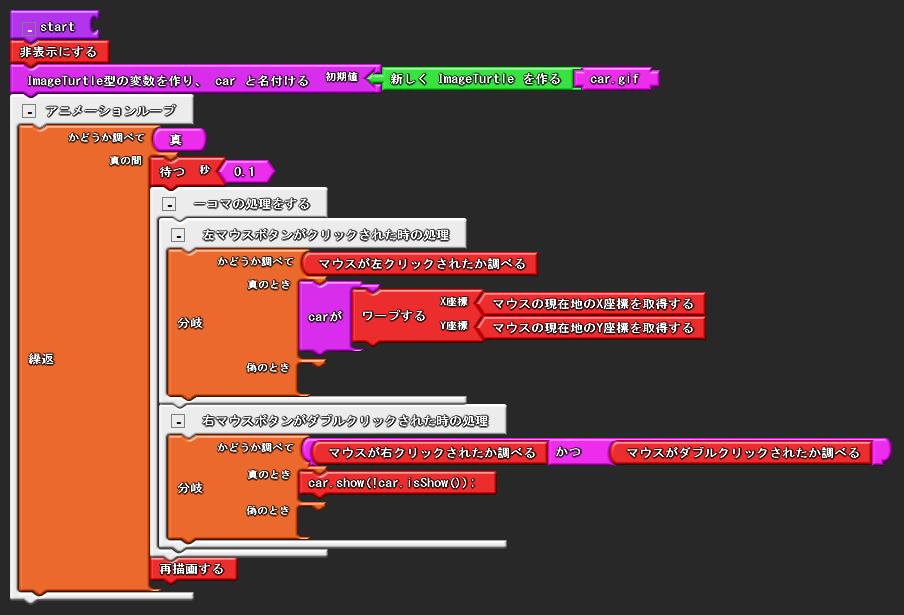 start
非表示にする
ImageTurtle型の変数を作り、 car と名付ける 初期値 新しく ImageTurtle を作る car.gif
アニメーションループ
かどうか調べて 真
真の間
待つ 秒 0.1
一コマの処理をする
左マウスボタンがクリックされた時の処理
かどうか調べて マウスが左クリックされたか調べる
真のとき
分岐
carが ワープする X座標 マウスの現在地のX座標を取得する
Y座標 マウスの現在地のY座標を取得する
繰返
偽のとき
右マウスボタンがダブルクリックされた時の処理
かどうか調べて マウスが右クリックされたか調べる かつ マウスがダブルクリックされたか調べる
真のとき
分岐
car.show(!car.isShow());
偽のとき
再描画する